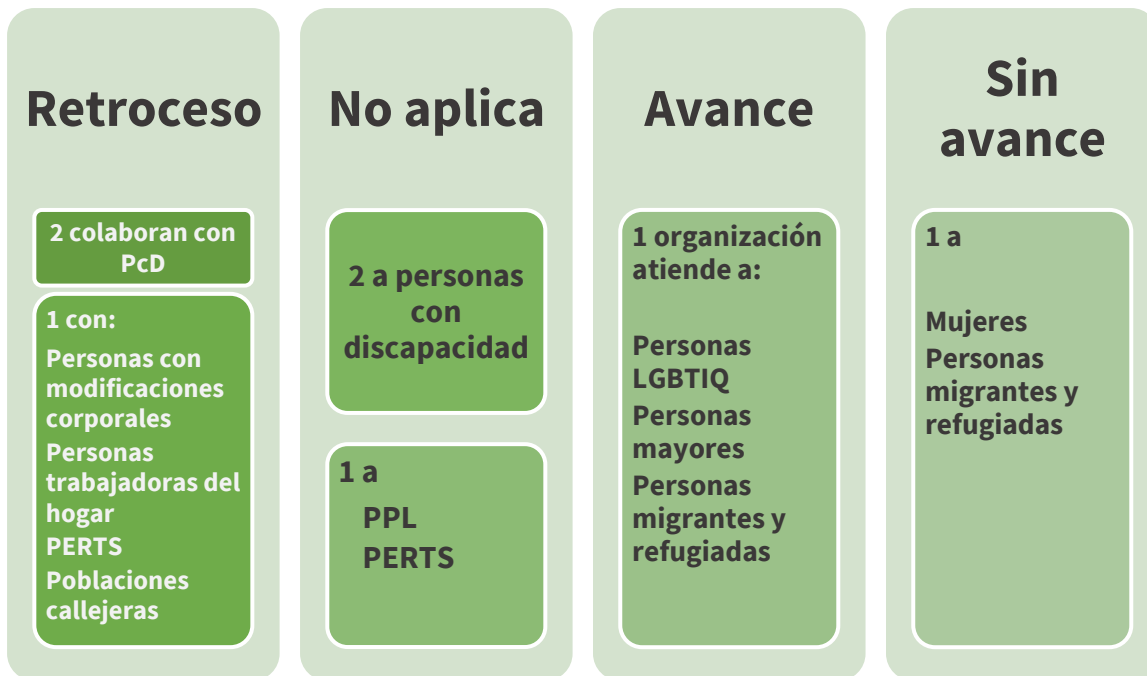 Retroceso
2 colaboran con
PcD
1 con:
Personas con
modificaciones
corporales
Personas
trabajadoras del
hogar
PERTS
Poblaciones
callejeras
No aplica
2 a personas
con
discapacidad
1 a
PPL
PERTS
Avance
1 organización
atiende a:
Personas
LGBTIQ
Personas
mayores
Personas
migrantes y
refugiadas
Sin
avance
1 a
Mujeres
Personas
migrantes y
refugiadas